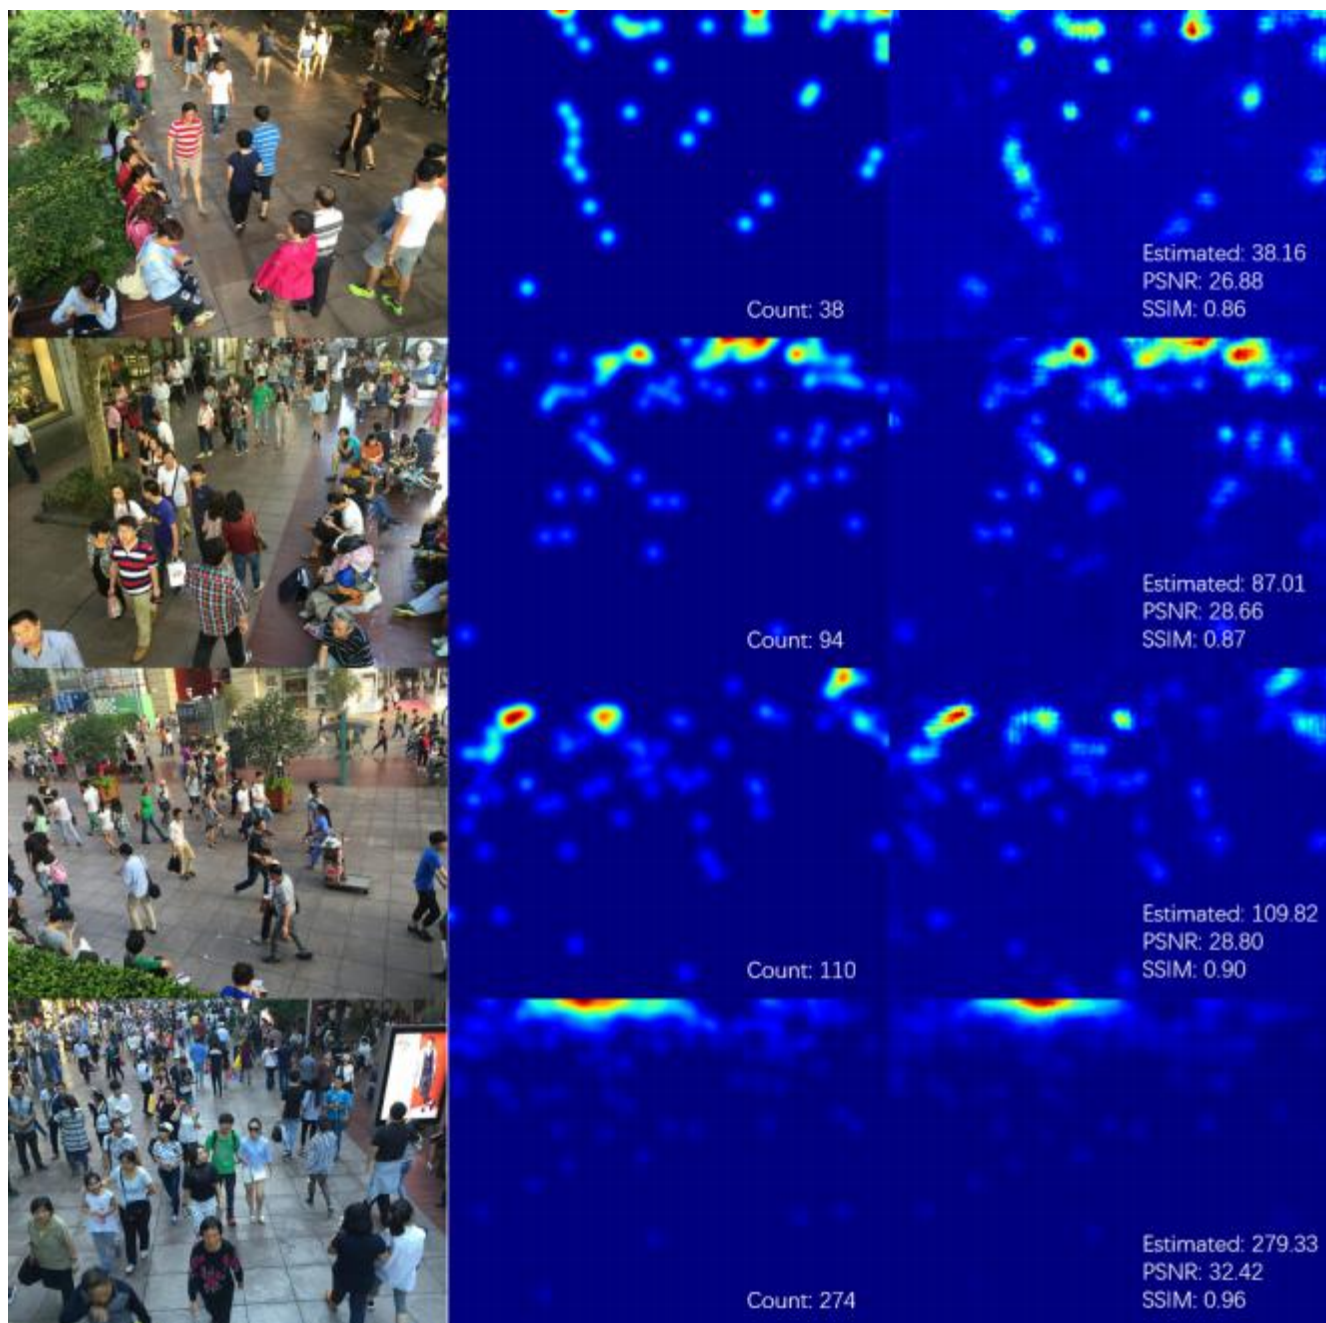 Count: 38
Estimated: 38.16
PSNR: 26.88
SSIM: 0.86
Count: 94
Estimated: 87.01
PSNR: 28.66
SSIM: 0.87
Count: 110
Estimated: 109.82
PSNR: 28.80
SSIM: 0.90
Count: 274
Estimated: 279.33
PSNR: 32.42
SSIM: 0.96